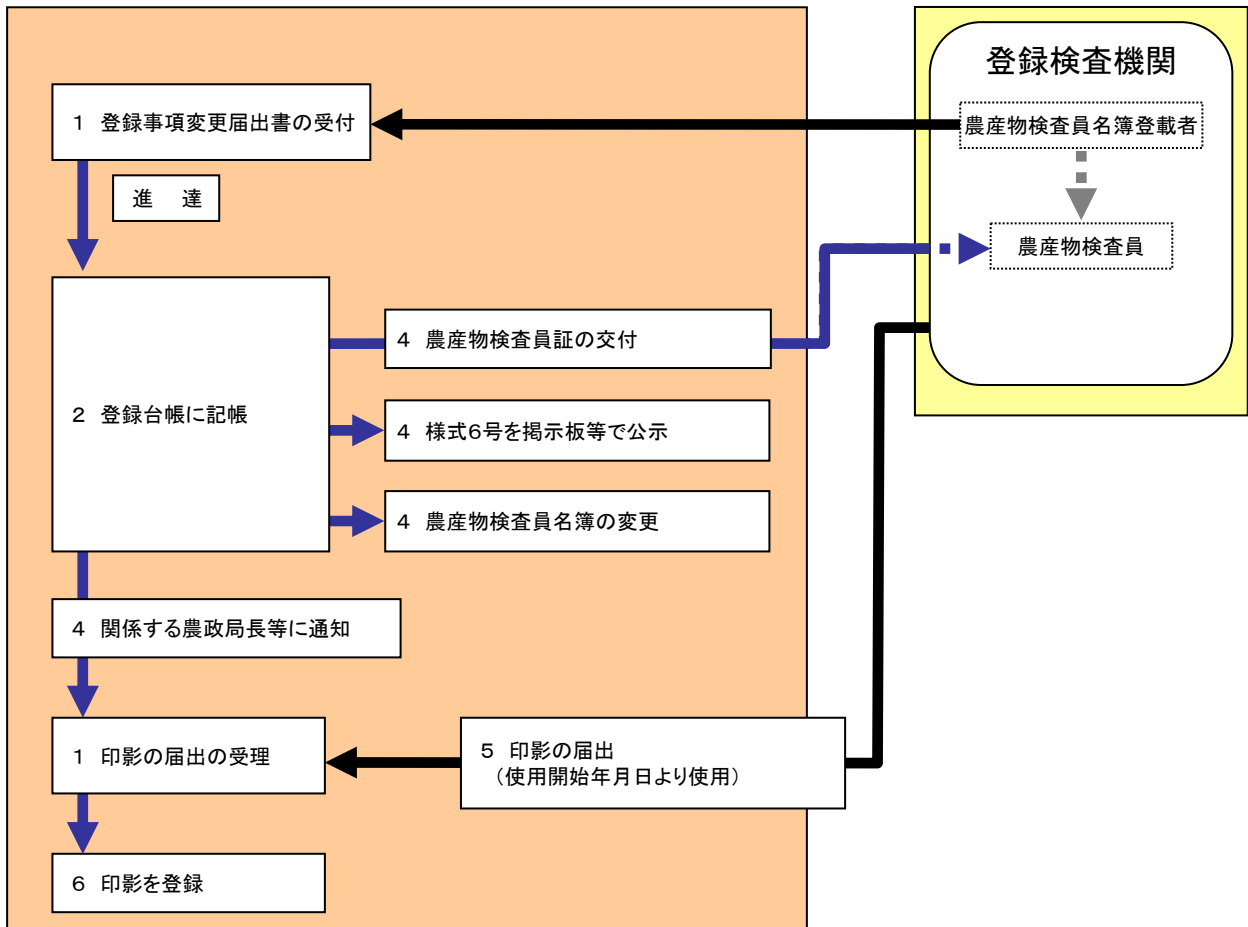 登録検査機関
1 登録事項変更届出書の受付
農産物検査員名簿登載者
進 達
農産物検査員
4 農産物検査員証の交付
2 登録台帳に記帳
4 様式6号を掲示板等で公示
4 農産物検査員名簿の変更
4 関係する農政局長等に通知
1 印影の届出の受理
5 印影の届出
(使用開始年月日より使用)
6 印影を登録